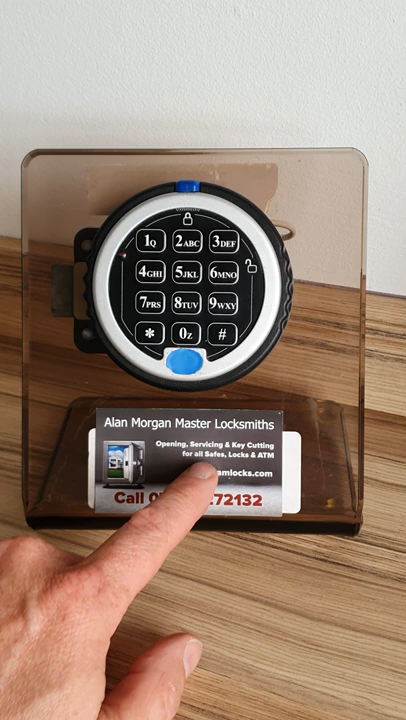 1Q 2ABC 3DEF
4GHI 5JKL 6MNO
7PRS 8TUV 9WXY
* 0Z #
Alan Morgan Master Locksmiths
Opening, Servicing & Key Cutting
for all Safes, Locks & ATM
amlocks.com
Call 72132